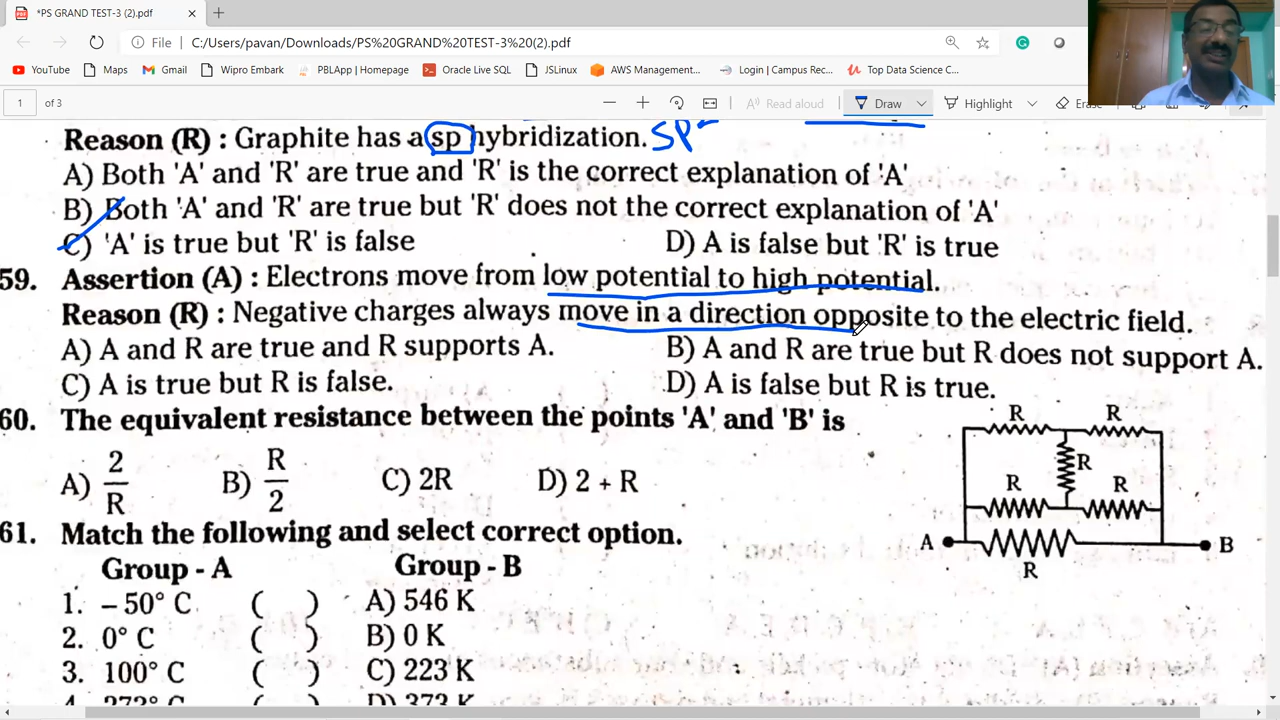 *PS GRAND TEST-3 (2).pdf
File C:/Users/pavan/Downloads/PS%20GRAND%20TEST-3%20(2).pdf
YouTube Maps Gmail Wipro Embark PBLApp | Homepage Oracle Live SQL JSLinux AWS Management... Login | Campus Rec... Top Data Science C...
1 of 3 Read aloud Draw Highlight Erase
Reason (R) : Graphite has a sp hybridization. SP²
A) Both 'A' and 'R' are true and 'R' is the correct explanation of 'A'
B) Both 'A' and 'R' are true but 'R' does not the correct explanation of 'A'
C) 'A' is true but 'R' is false D) A is false but 'R' is true
59. Assertion (A) : Electrons move from low potential to high potential.
Reason (R) : Negative charges always move in a direction opposite to the electric field.
A) A and R are true and R supports A. B) A and R are true but R does not support A.
C) A is true but R is false. D) A is false but R is true.
60. The equivalent resistance between the points 'A' and 'B' is
A) 2/R B) R/2 C) 2R D) 2 + R
R R
R
R R
A B
R
61. Match the following and select correct option.
Group - A Group - B
1. – 50° C ( ) A) 546 K
2. 0° C ( ) B) 0 K
3. 100° C ( ) C) 223 K
4. 273° C ( ) D) 373 K